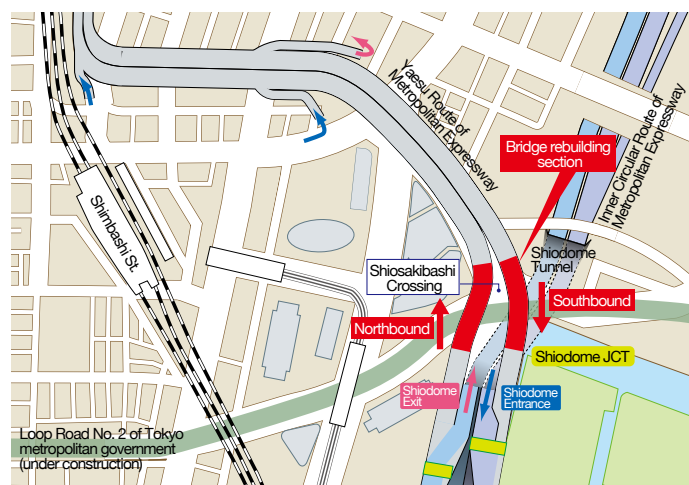 Yaesu Route of
Metropolitan Expressway
Inner Circular Route of
Metropolitan Expressway
Bridge rebuilding
section
Shimbashi St.
Shiodome
Tunnel
Shiosakibashi
Crossing
Northbound
Southbound
Shiodome JCT
Shiodome
Exit
Shiodome
Entrance
Loop Road No. 2 of Tokyo
metropolitan government
(under construction)